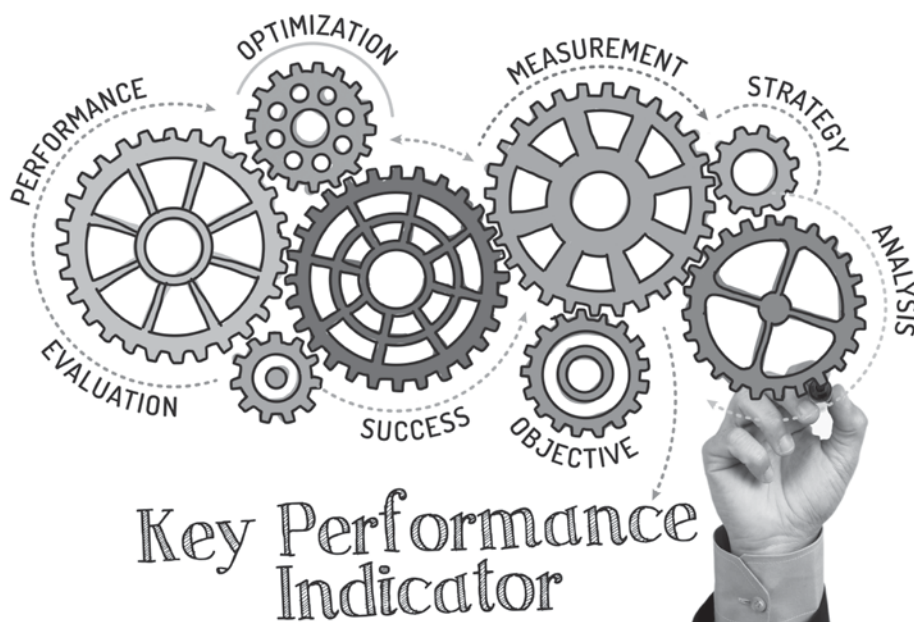 OPTIMIZATION
MEASUREMENT
PERFORMANCE
STRATEGY
ANALYSIS
EVALUATION
SUCCESS
OBJECTIVE
Key Performance
Indicator